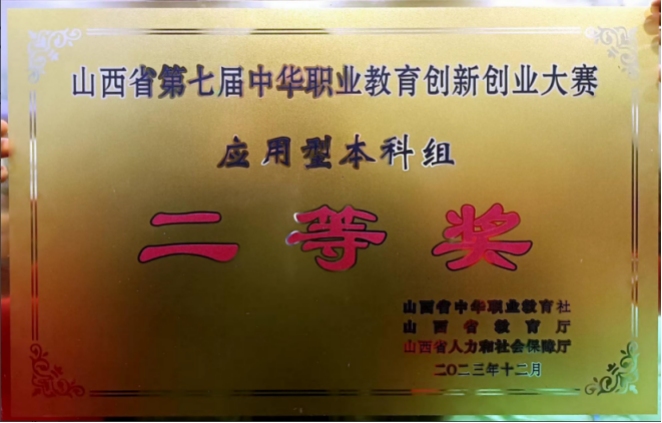 山西省第七届中华职业教育创新创业大赛
应用型本科组
二等奖
山西省中华职业教育社
山西省教育厅
山西省人力和社会保障厅
二〇二三年十二月